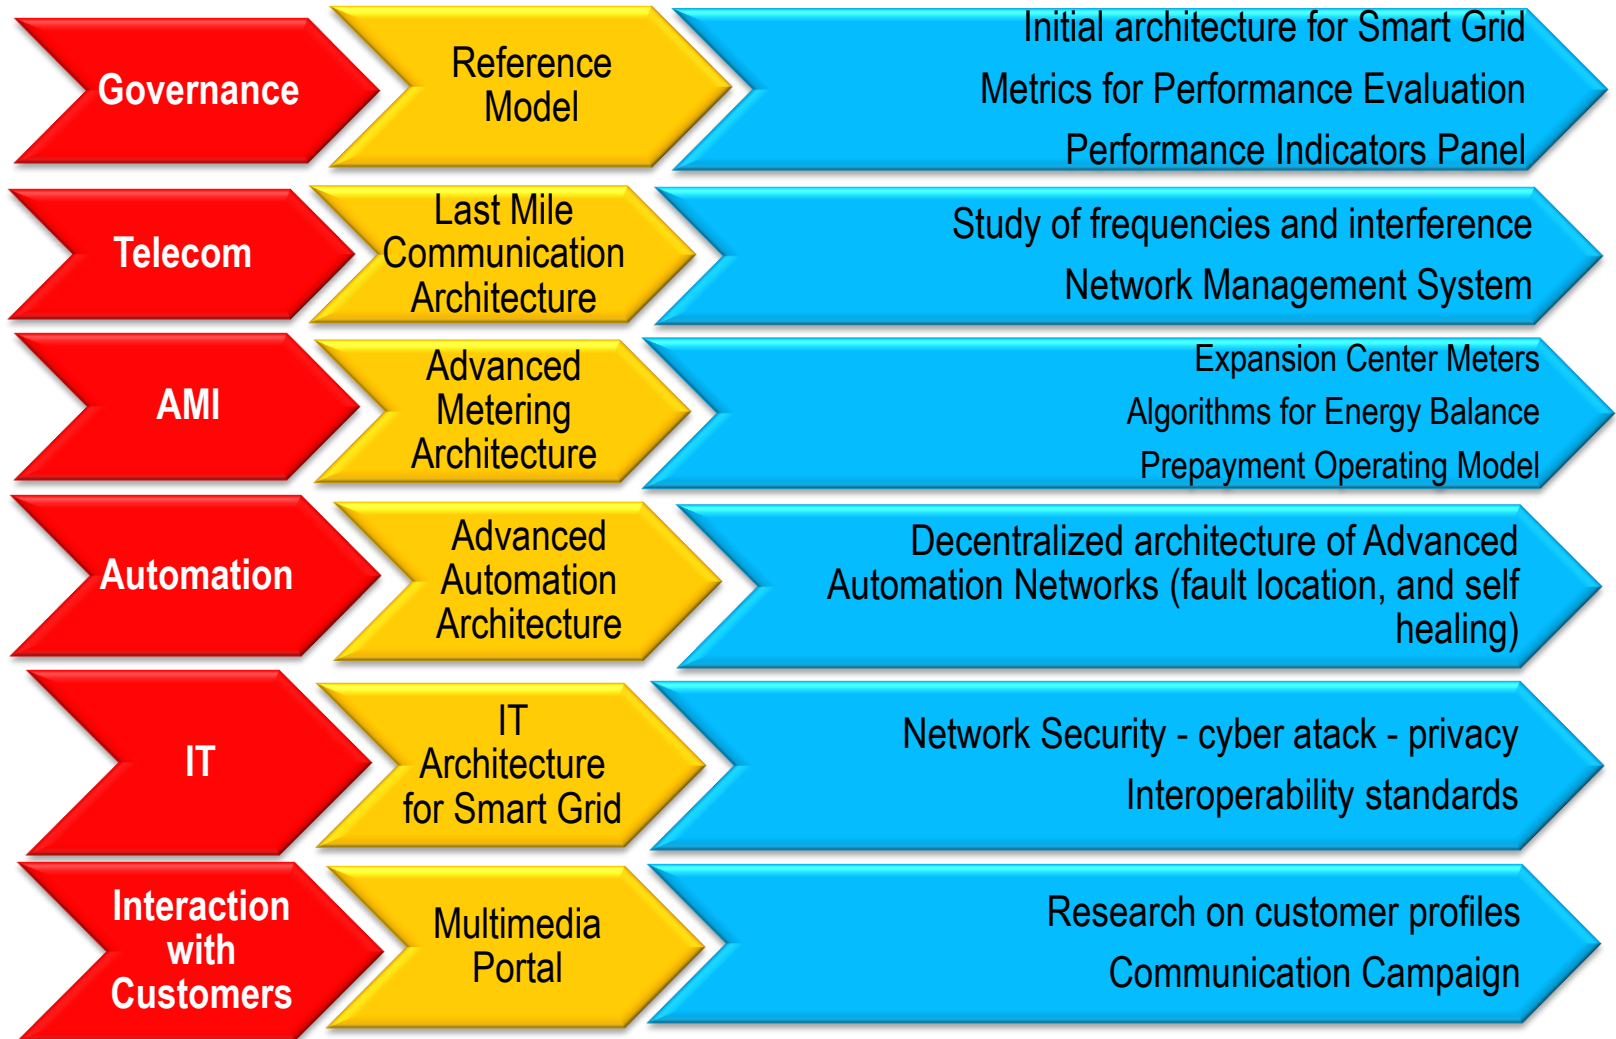 Governance
Reference
Model
Initial architecture for Smart Grid
Metrics for Performance Evaluation
Performance Indicators Panel
Telecom
Last Mile
Communication
Architecture
Study of frequencies and interference
Network Management System
AMI
Advanced
Metering
Architecture
Expansion Center Meters
Algorithms for Energy Balance
Prepayment Operating Model
Automation
Advanced
Automation
Architecture
Decentralized architecture of Advanced
Automation Networks (fault location, and self
healing)
IT
IT
Architecture
for Smart Grid
Network Security - cyber atack - privacy
Interoperability standards
Interaction
with
Customers
Multimedia
Portal
Research on customer profiles
Communication Campaign